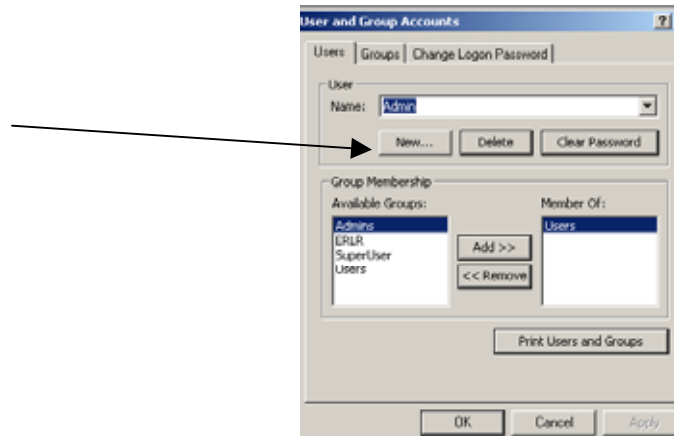 User and Group Accounts ?
Users Groups Change Logon Password
User
Name: Admin
New... Delete Clear Password
Group Membership
Available Groups: Member Of:
Admins Users
ERLR
SuperUser
Users
Add >>
<< Remove
Print Users and Groups
OK Cancel Apply